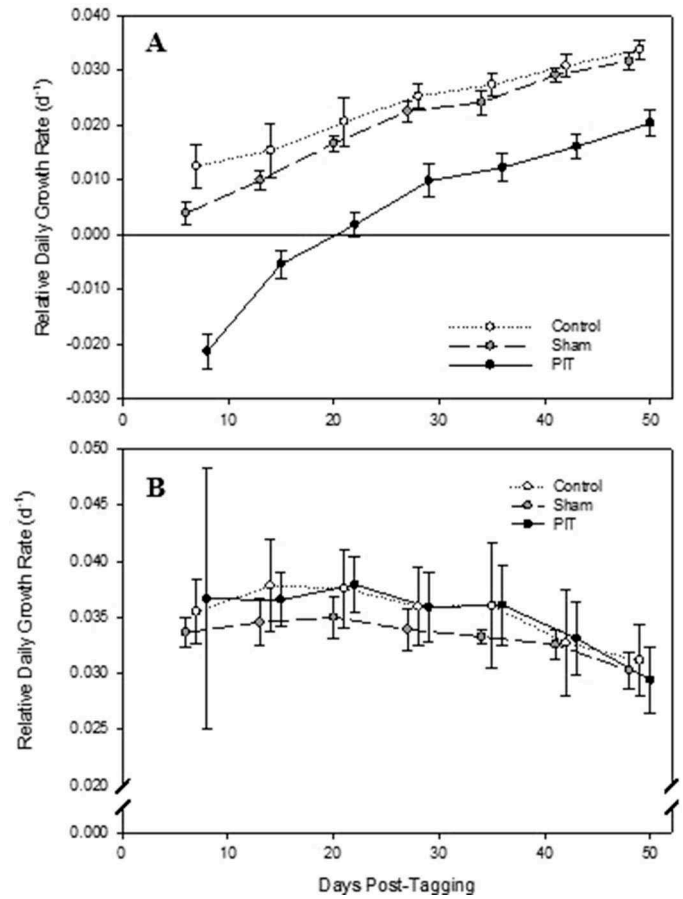 A
0.040
0.030
0.020
0.010
0.000
-0.010
-0.020
-0.030
Relative Daily Growth Rate (d⁻¹)
Control
Sham
PIT
0 10 20 30 40 50
B
0.050
0.045
0.040
0.035
0.030
0.025
0.020
0.000
Relative Daily Growth Rate (d⁻¹)
Control
Sham
PIT
0 10 20 30 40 50
Days Post-Tagging